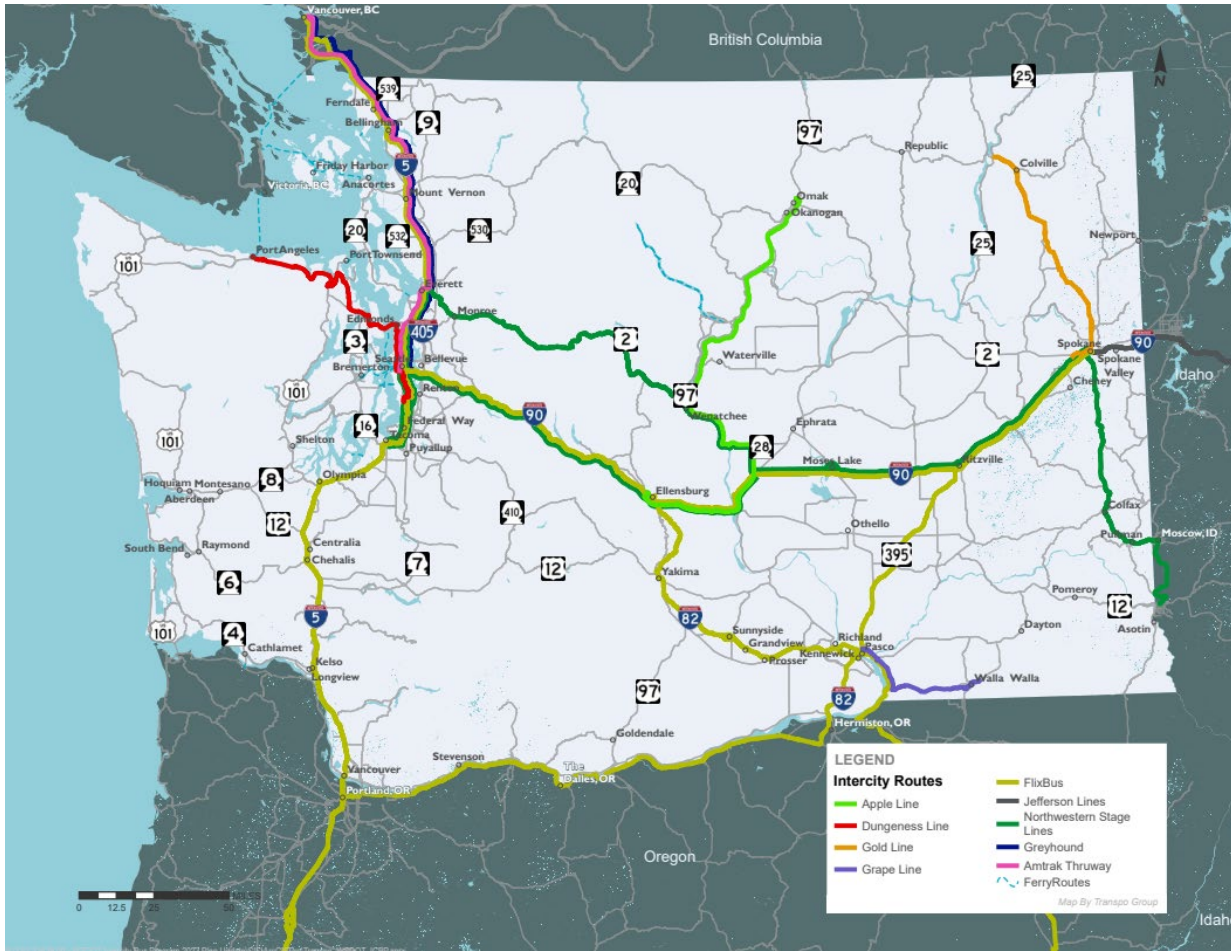 Vancouver, BC
British Columbia
N
25
539
Ferndale
9
Bellingham
97
Republic
5
Colville
Friday Harbor
Victoria, BC
Anacortes
20
Omak
Mount Vernon
Okanogan
20
532
530
25
Newport
101
Port Angeles
Port Townsend
101
Everett
Monroe
Edmonds
405
3
2
2
Spokane
90
Seattle
Bellevue
Waterville
Spokane
Valley
Idaho
Bremerton
Cheney
101
Renton
97
90
Wenatchee
16
Federal Way
Ephrata
101
Tacoma
Shelton
Puyallup
28
Moses Lake
Ritzville
90
8
Olympia
Hoquiam
Montesano
Aberdeen
Ellensburg
410
Colfax
12
Othello
Pullman
Moscow, ID
South Bend
Raymond
Centralia
Chehalis
7
12
395
6
Yakima
Pomeroy
12
5
82
Asotin
101
4
Sunnyside
Richland
Dayton
Cathlamet
Grandview
Pasco
Kennewick
Prosser
Kelso
Longview
97
Walla Walla
82
Hermiston, OR
Goldendale
Stevenson
Vancouver
The
Dalles, OR
Portland, OR
LEGEND
Intercity Routes
Apple Line
Dungeness Line
Gold Line
Grape Line
FlixBus
Jefferson Lines
Northwestern Stage
Lines
Greyhound
Amtrak Thruway
FerryRoutes
Map By Transpo Group
Oregon
0 12.5 25 50
Idaho